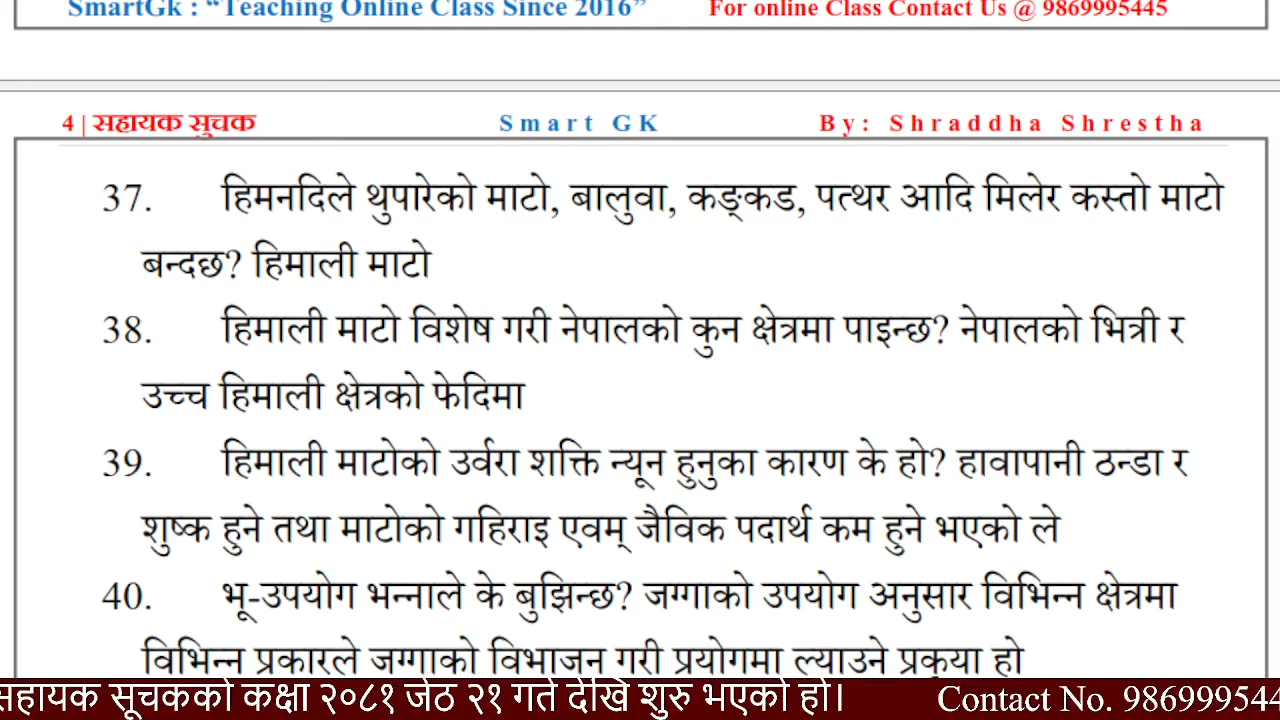 SmartGk : “Teaching Online Class Since 2016” For online Class Contact Us @ 9869995445
4 | सहायक सुचक Smart GK By: Shraddha Shrestha
37. हिमनदिले थुपारेको माटो, बालुवा, कङ्कड, पत्थर आदि मिलेर कस्तो माटो
बन्दछ? हिमाली माटो
38. हिमाली माटो विशेष गरी नेपालको कुन क्षेत्रमा पाइन्छ? नेपालको भित्री र
उच्च हिमाली क्षेत्रको फेदिमा
39. हिमाली माटोको उर्वरा शक्ति न्यून हुनुका कारण के हो? हावापानी ठन्डा र
शुष्क हुने तथा माटोको गहिराइ एवम् जैविक पदार्थ कम हुने भएको ले
40. भू-उपयोग भन्नाले के बुझिन्छ? जग्गाको उपयोग अनुसार विभिन्न क्षेत्रमा
विभिन्न प्रकारले जग्गाको विभाजन गरी प्रयोगमा ल्याउने प्रकृया हो
सहायक सूचकको कक्षा २०८१ जेठ २१ गते देखि शुरु भएको हो। Contact No. 986999544